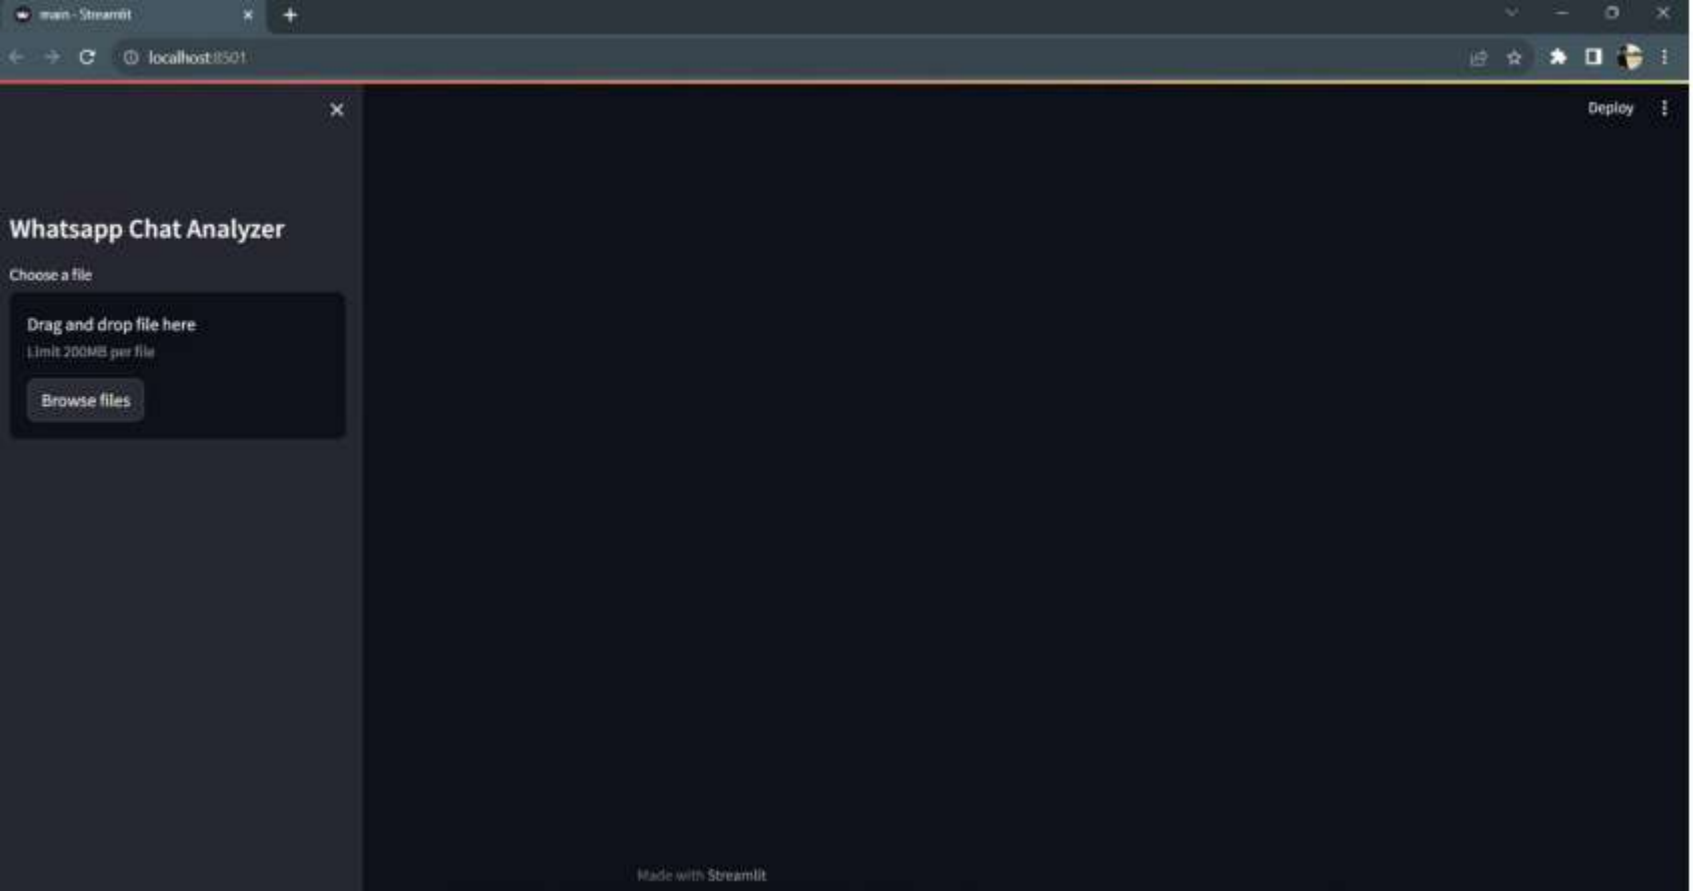 main - Streamlit
localhost:8501
Deploy
Whatsapp Chat Analyzer
Choose a file
Drag and drop file here
Limit 200MB per file
Browse files
Made with Streamlit